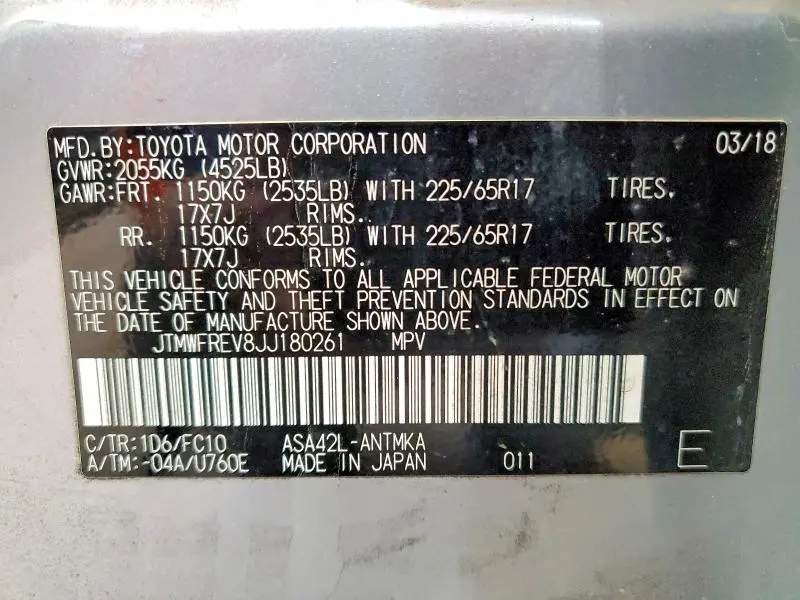 MFD.BY:TOYOTA MOTOR CORPORATION 03/18
GVWR:2055KG (4525LB)
GAWR:FRT. 1150KG (2535LB) WITH 225/65R17 TIRES.
17X7J RIMS.
RR. 1150KG (2535LB) WITH 225/65R17 TIRES.
17X7J RIMS.
THIS VEHICLE CONFORMS TO ALL APPLICABLE FEDERAL MOTOR
VEHICLE SAFETY AND THEFT PREVENTION STANDARDS IN EFFECT ON
THE DATE OF MANUFACTURE SHOWN ABOVE.
JTMWFREV8JJ180261 MPV
C/TR:1D6/FC10 ASA42L-ANTMKA
A/TM:-04A/U760E MADE IN JAPAN 011 E